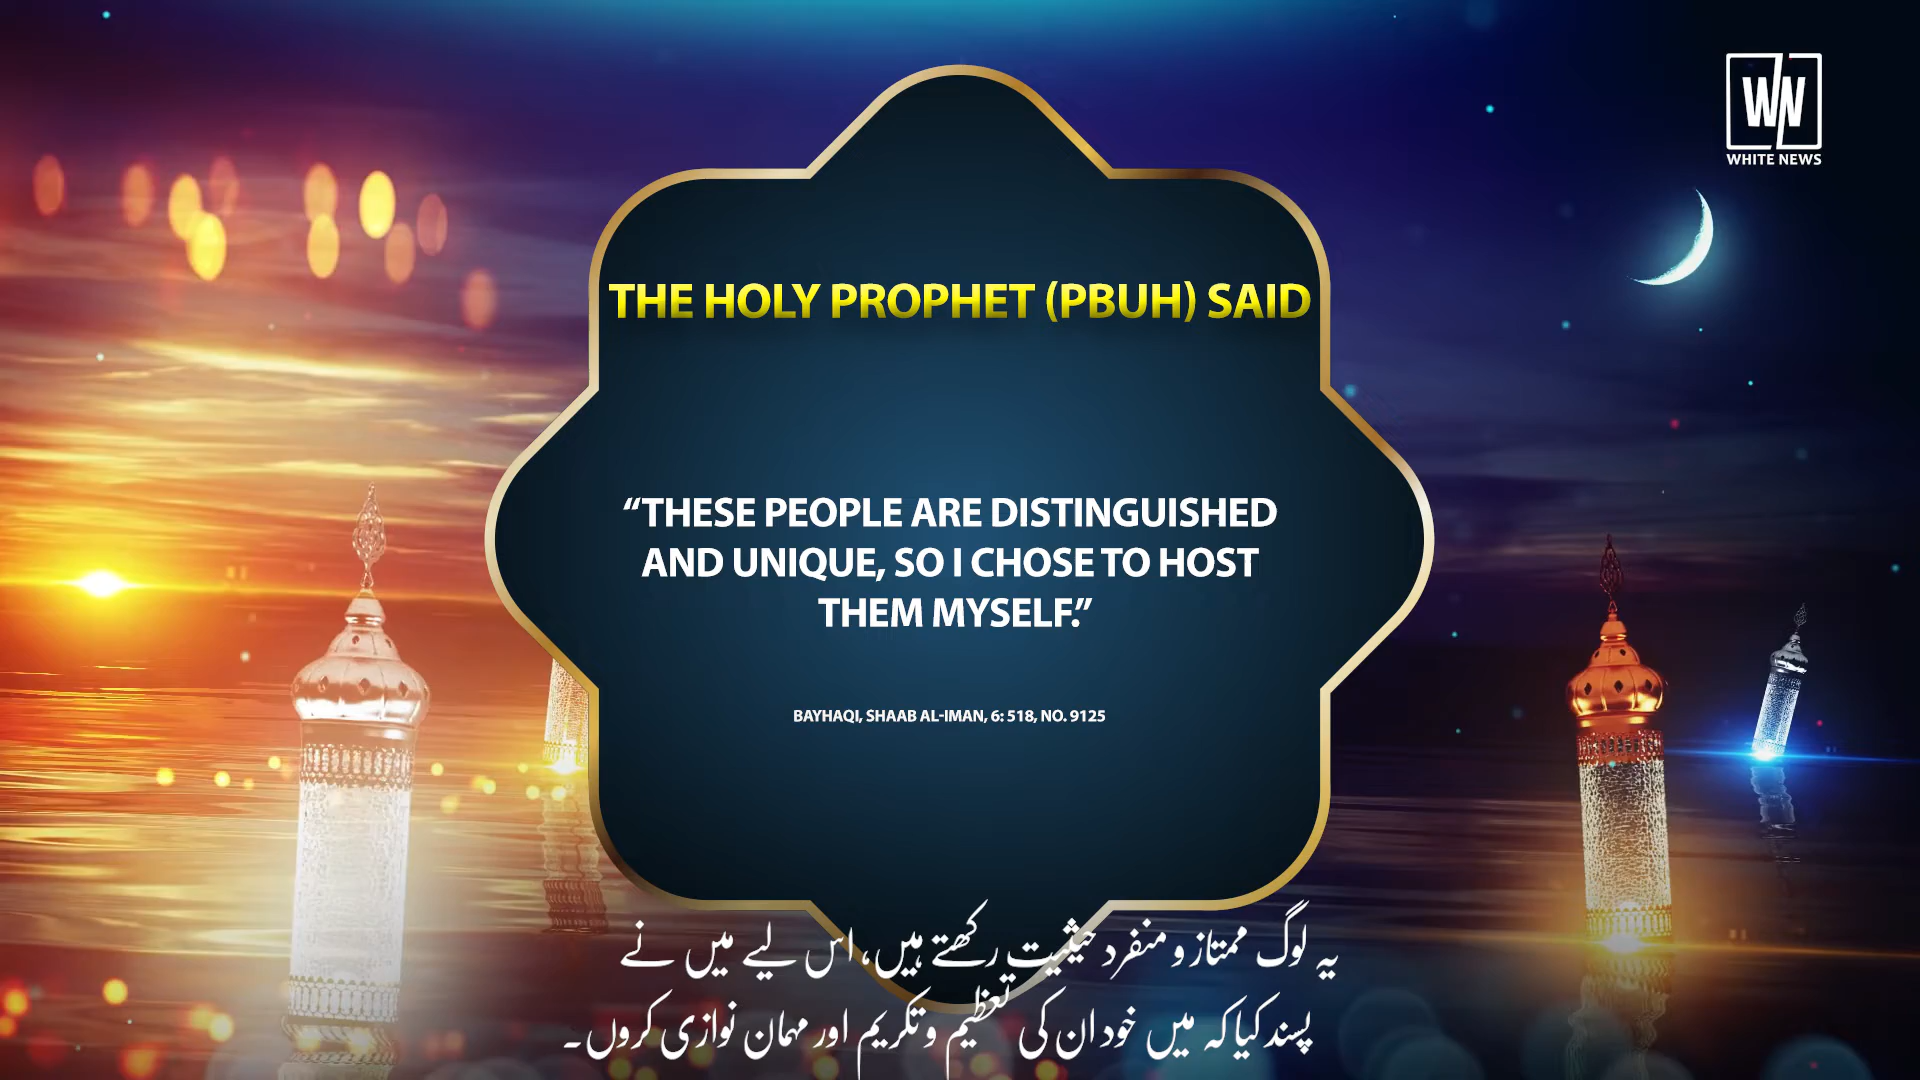 WN
WHITE NEWS
THE HOLY PROPHET (PBUH) SAID
“THESE PEOPLE ARE DISTINGUISHED
AND UNIQUE, SO I CHOSE TO HOST
THEM MYSELF.”
BAYHAQI, SHAAB AL-IMAN, 6: 518, NO. 9125
یہ لوگ ممتاز و منفرد حیثیت رکھتے ہیں، اس لیے میں نے
پسند کیا کہ میں خود ان کی تعظیم و تکریم اور مہمان نوازی کروں۔